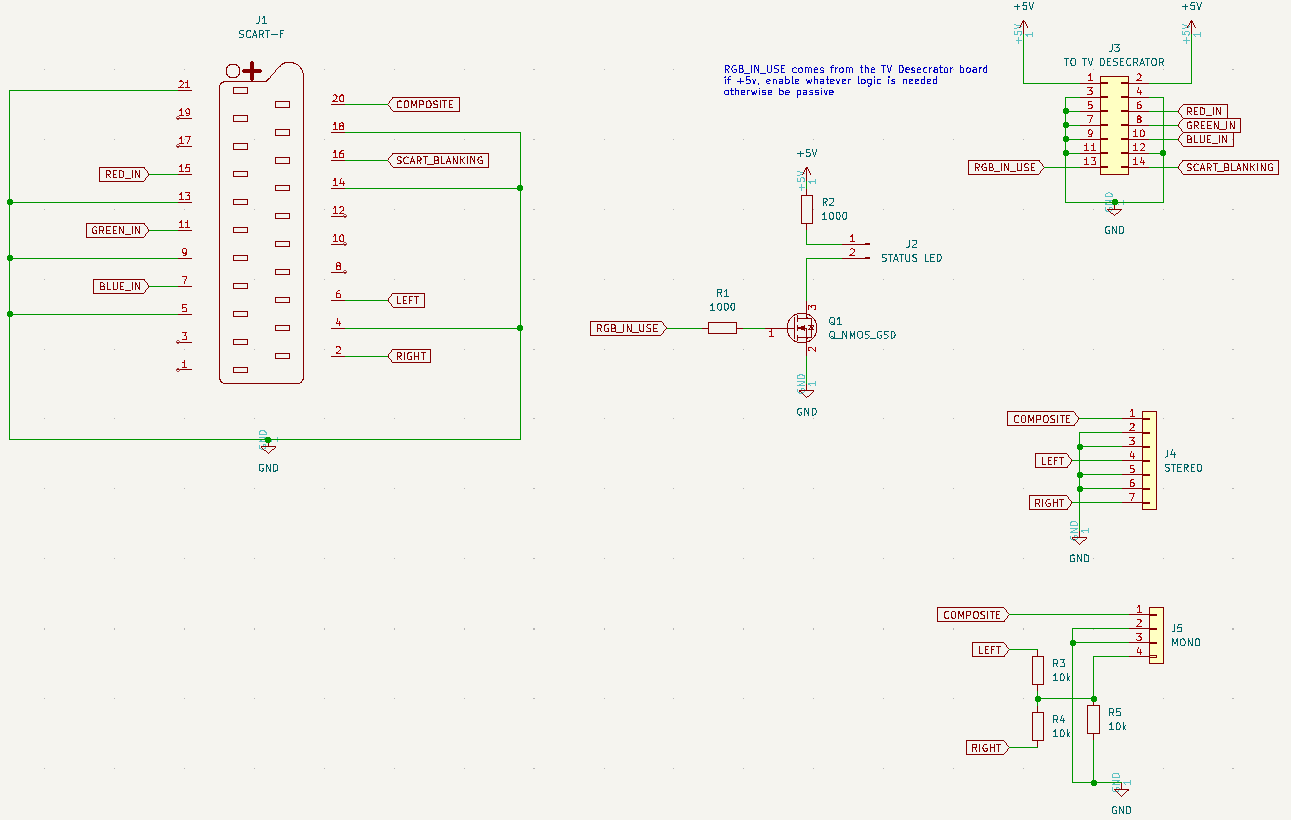 J1
SCART-F
21
19
17
RED_IN
15
13
GREEN_IN
11
9
BLUE_IN
7
5
3
1
20
COMPOSITE
18
16
SCART_BLANKING
14
12
10
8
6
LEFT
4
2
RIGHT
GND
1
GND
RGB_IN_USE comes from the TV Desecrator board
if +5v, enable whatever logic is needed
otherwise be passive
+5V
+5V
1
R2
1000
1
2
J2
STATUS LED
R1
1000
RGB_IN_USE
1
3
2
Q1
Q_NMOS_GSD
GND
1
GND
+5V
+5V
1
+5V
+5V
1
J3
TO TV DESECRATOR
1
2
3
4
5
6
RED_IN
7
8
GREEN_IN
9
10
BLUE_IN
11
12
RGB_IN_USE
13
14
SCART_BLANKING
GND
1
GND
COMPOSITE
1
2
3
LEFT
4
5
6
RIGHT
7
J4
STEREO
GND
1
GND
COMPOSITE
1
2
3
4
J5
MONO
LEFT
R3
10k
R4
10k
RIGHT
R5
10k
GND
1
GND